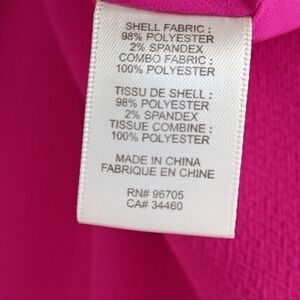 SHELL FABRIC :
98% POLYESTER
2% SPANDEX
COMBO FABRIC :
100% POLYESTER
TISSU DE SHELL :
98% POLYESTER
2% SPANDEX
TISSUE COMBINE :
100% POLYESTER
MADE IN CHINA
FABRIQUE EN CHINE
RN# 96705
CA# 34460